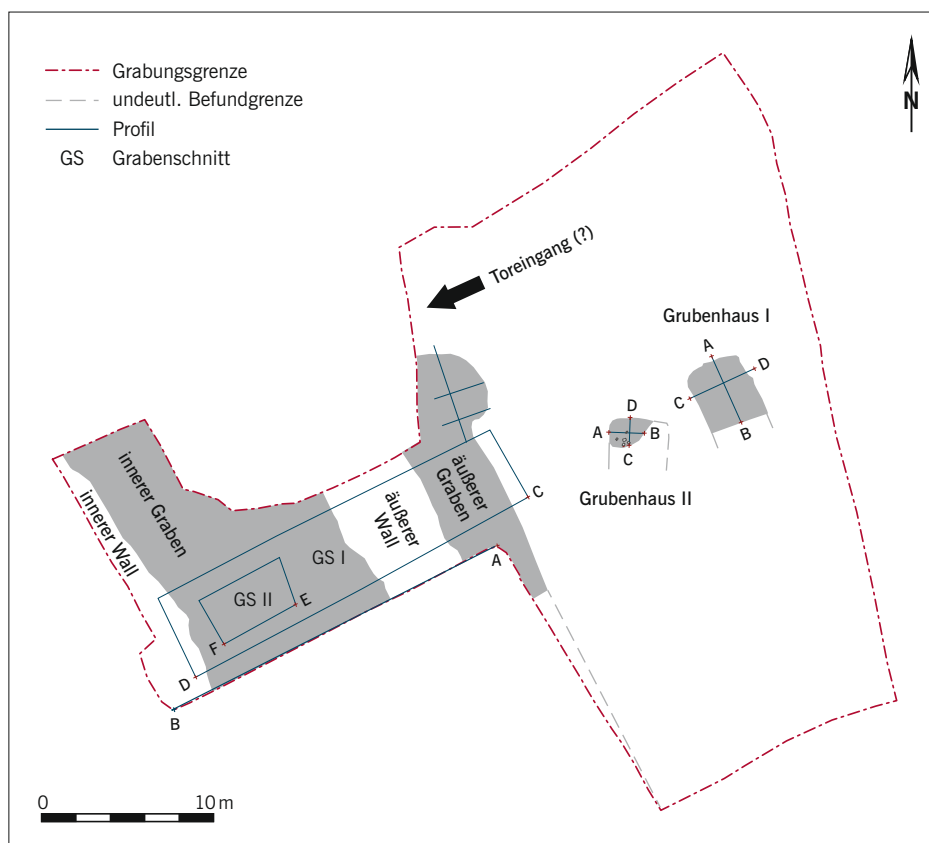 Grabungsgrenze
undeutl. Befundgrenze
Profil
GS Grabenschnitt
N
Toreingang (?)
Grubenhaus I
A
D
C
B
D
A
B
C
Grubenhaus II
innerer Graben
innerer Wall
äußerer
Graben
äußerer
Wall
C
A
GS I
GS II
E
F
D
B
0 10 m